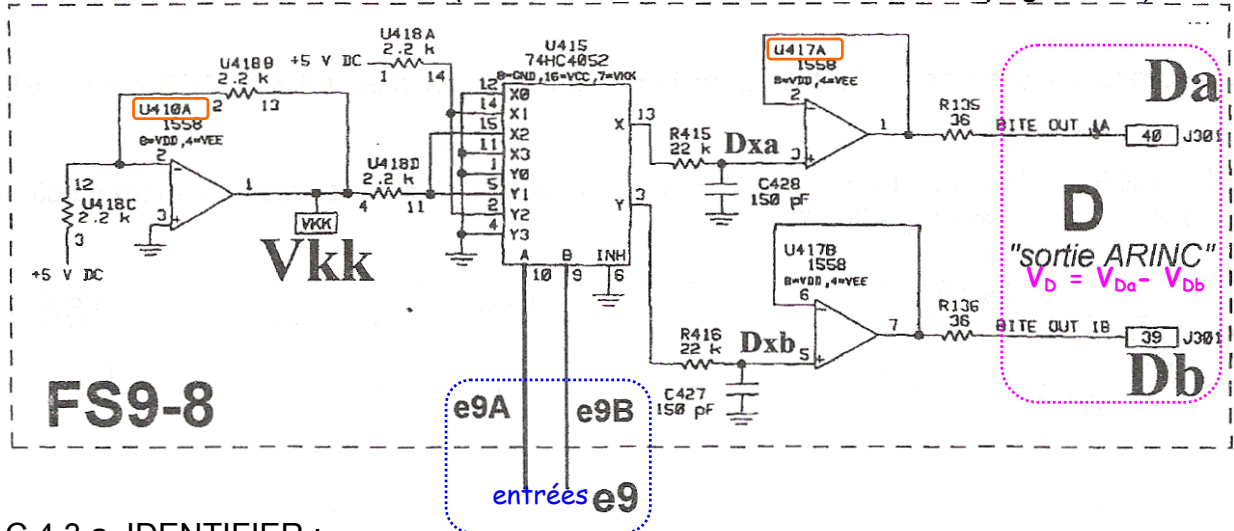 U418A
2.2 k
+5 V DC
1 14
U418B
2.2 k
2 13
U410A
1558
8=VDD,4=VEE
2
3
1
12
U418C
2.2 k
3
+5 V DC
VKK
Vkk
U418D
2.2 k
4 11
U415
74HC4052
8=GND,16=VCC,7=VKK
12 X0
14 X1
15 X2
11 X3
1 Y0
5 Y1
2 Y2
4 Y3
X 13
Y 3
A B INH
10 9 6
R415
22 k
Dxa
C428
150 pF
U417A
1558
8=VDD,4=VEE
2
3
1
R135
36
BITE OUT 1A
40 J301
Da
R416
22 k
Dxb
C427
150 pF
U417B
1558
8=VDD,4=VEE
6
5
7
R136
36
BITE OUT 1B
39 J301
Db
D
"sortie ARINC"
VD = VDa- VDb
FS9-8
e9A e9B
entrées e9